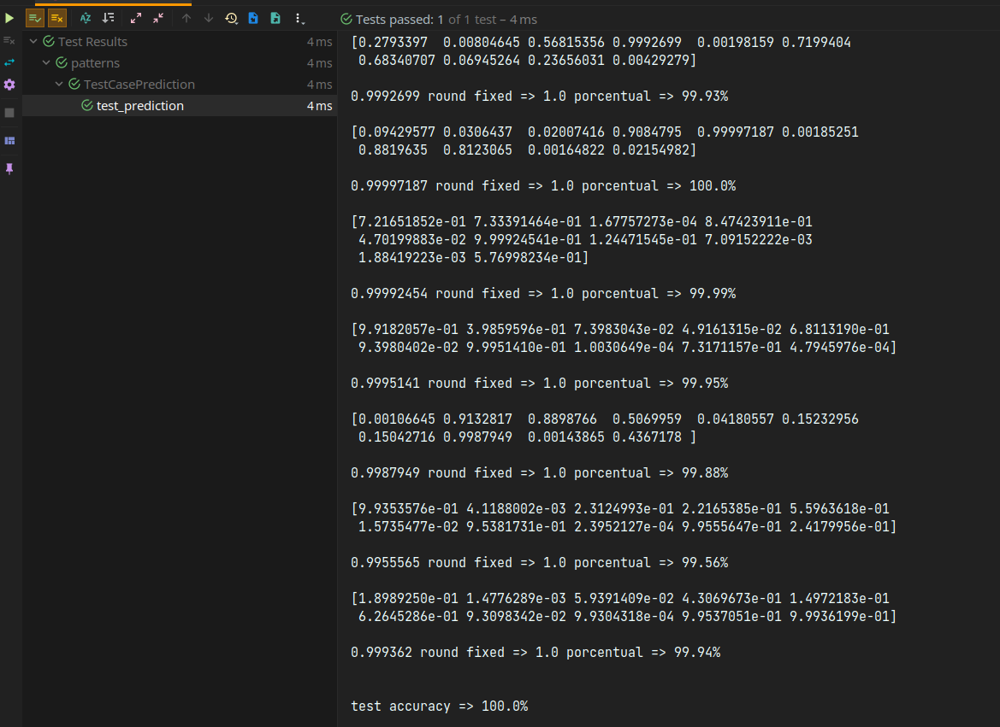 Tests passed: 1 of 1 test – 4 ms
Test Results 4 ms
patterns 4 ms
TestCasePrediction 4 ms
test_prediction 4 ms
[0.2793397  0.00804645 0.56815356 0.9992699  0.00198159 0.7199404
 0.68340707 0.06945264 0.23656031 0.00429279]
0.9992699 round fixed => 1.0 porcentual => 99.93%
[0.09429577 0.0306437  0.02007416 0.9084795  0.99997187 0.00185251
 0.8819635  0.8123065  0.00164822 0.02154982]
0.99997187 round fixed => 1.0 porcentual => 100.0%
[7.21651852e-01 7.33391464e-01 1.67757273e-04 8.47423911e-01
 4.70199883e-02 9.99924541e-01 1.24471545e-01 7.09152222e-03
 1.88419223e-03 5.76998234e-01]
0.99992454 round fixed => 1.0 porcentual => 99.99%
[9.9182057e-01 3.9859596e-01 7.3983043e-02 4.9161315e-02 6.8113190e-01
 9.3980402e-02 9.9951410e-01 1.0030649e-04 7.3171157e-01 4.7945976e-04]
0.9995141 round fixed => 1.0 porcentual => 99.95%
[0.00106645 0.9132817  0.8898766  0.5069959  0.04180557 0.15232956
 0.15042716 0.9987949  0.00143865 0.4367178 ]
0.9987949 round fixed => 1.0 porcentual => 99.88%
[9.9353576e-01 4.1188002e-03 2.3124993e-01 2.2165385e-01 5.5963618e-01
 1.5735477e-02 9.5381731e-01 2.3952127e-04 9.9555647e-01 2.4179956e-01]
0.9955565 round fixed => 1.0 porcentual => 99.56%
[1.8989250e-01 1.4776289e-03 5.9391409e-02 4.3069673e-01 1.4972183e-01
 6.2645286e-01 9.3098342e-02 9.9304318e-04 9.9537051e-01 9.9936199e-01]
0.999362 round fixed => 1.0 porcentual => 99.94%
test accuracy => 100.0%